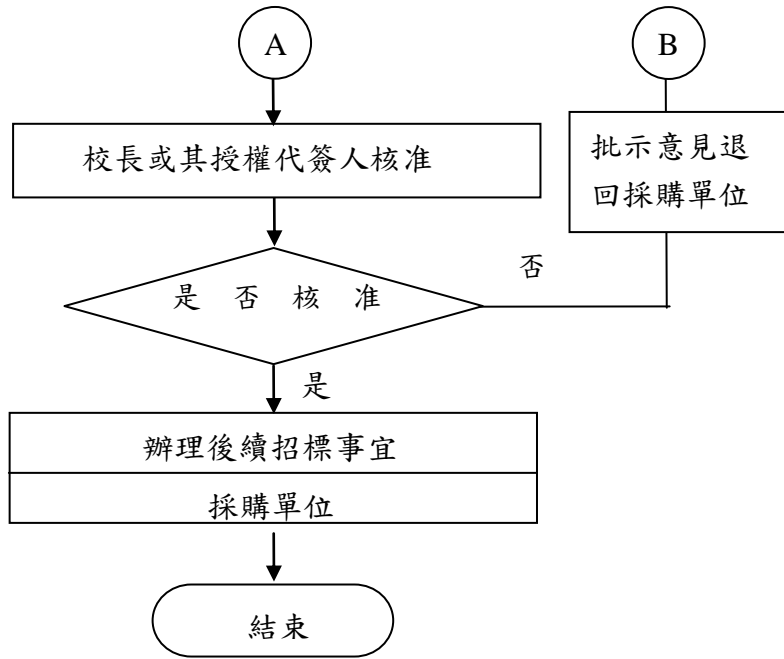 A
B
校長或其授權代簽人核准
批示意見退
回採購單位
是否核准
否
是
辦理後續招標事宜
採購單位
結束